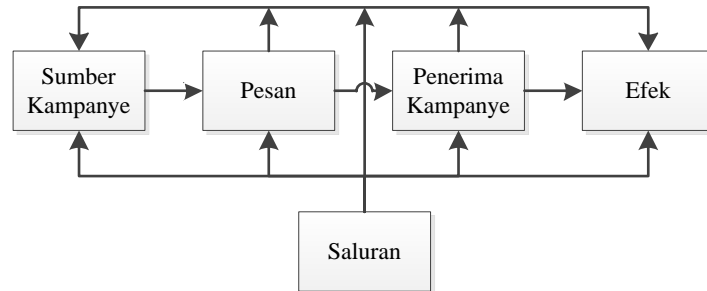 Sumber
Kampanye
Pesan
Penerima
Kampanye
Efek
Saluran